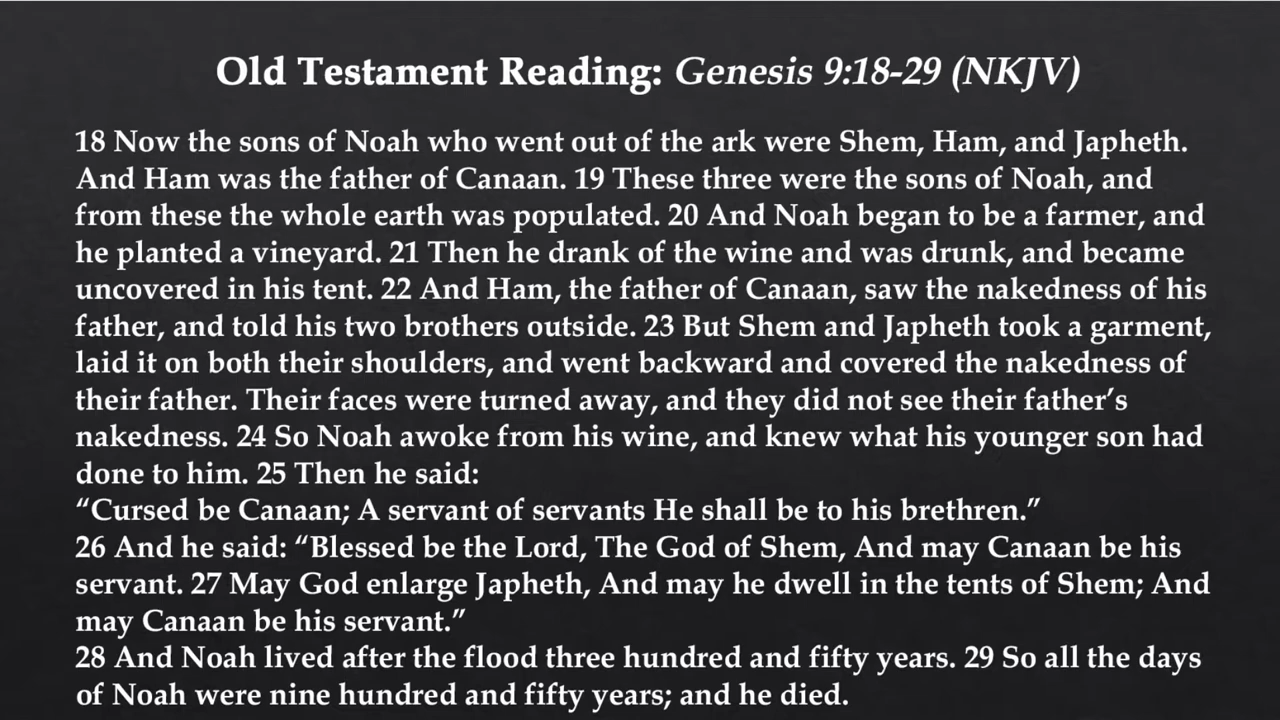 Old Testament Reading: Genesis 9:18-29 (NKJV)
18 Now the sons of Noah who went out of the ark were Shem, Ham, and Japheth.
And Ham was the father of Canaan. 19 These three were the sons of Noah, and
from these the whole earth was populated. 20 And Noah began to be a farmer, and
he planted a vineyard. 21 Then he drank of the wine and was drunk, and became
uncovered in his tent. 22 And Ham, the father of Canaan, saw the nakedness of his
father, and told his two brothers outside. 23 But Shem and Japheth took a garment,
laid it on both their shoulders, and went backward and covered the nakedness of
their father. Their faces were turned away, and they did not see their father’s
nakedness. 24 So Noah awoke from his wine, and knew what his younger son had
done to him. 25 Then he said:
“Cursed be Canaan; A servant of servants He shall be to his brethren.”
26 And he said: “Blessed be the Lord, The God of Shem, And may Canaan be his
servant. 27 May God enlarge Japheth, And may he dwell in the tents of Shem; And
may Canaan be his servant.”
28 And Noah lived after the flood three hundred and fifty years. 29 So all the days
of Noah were nine hundred and fifty years; and he died.